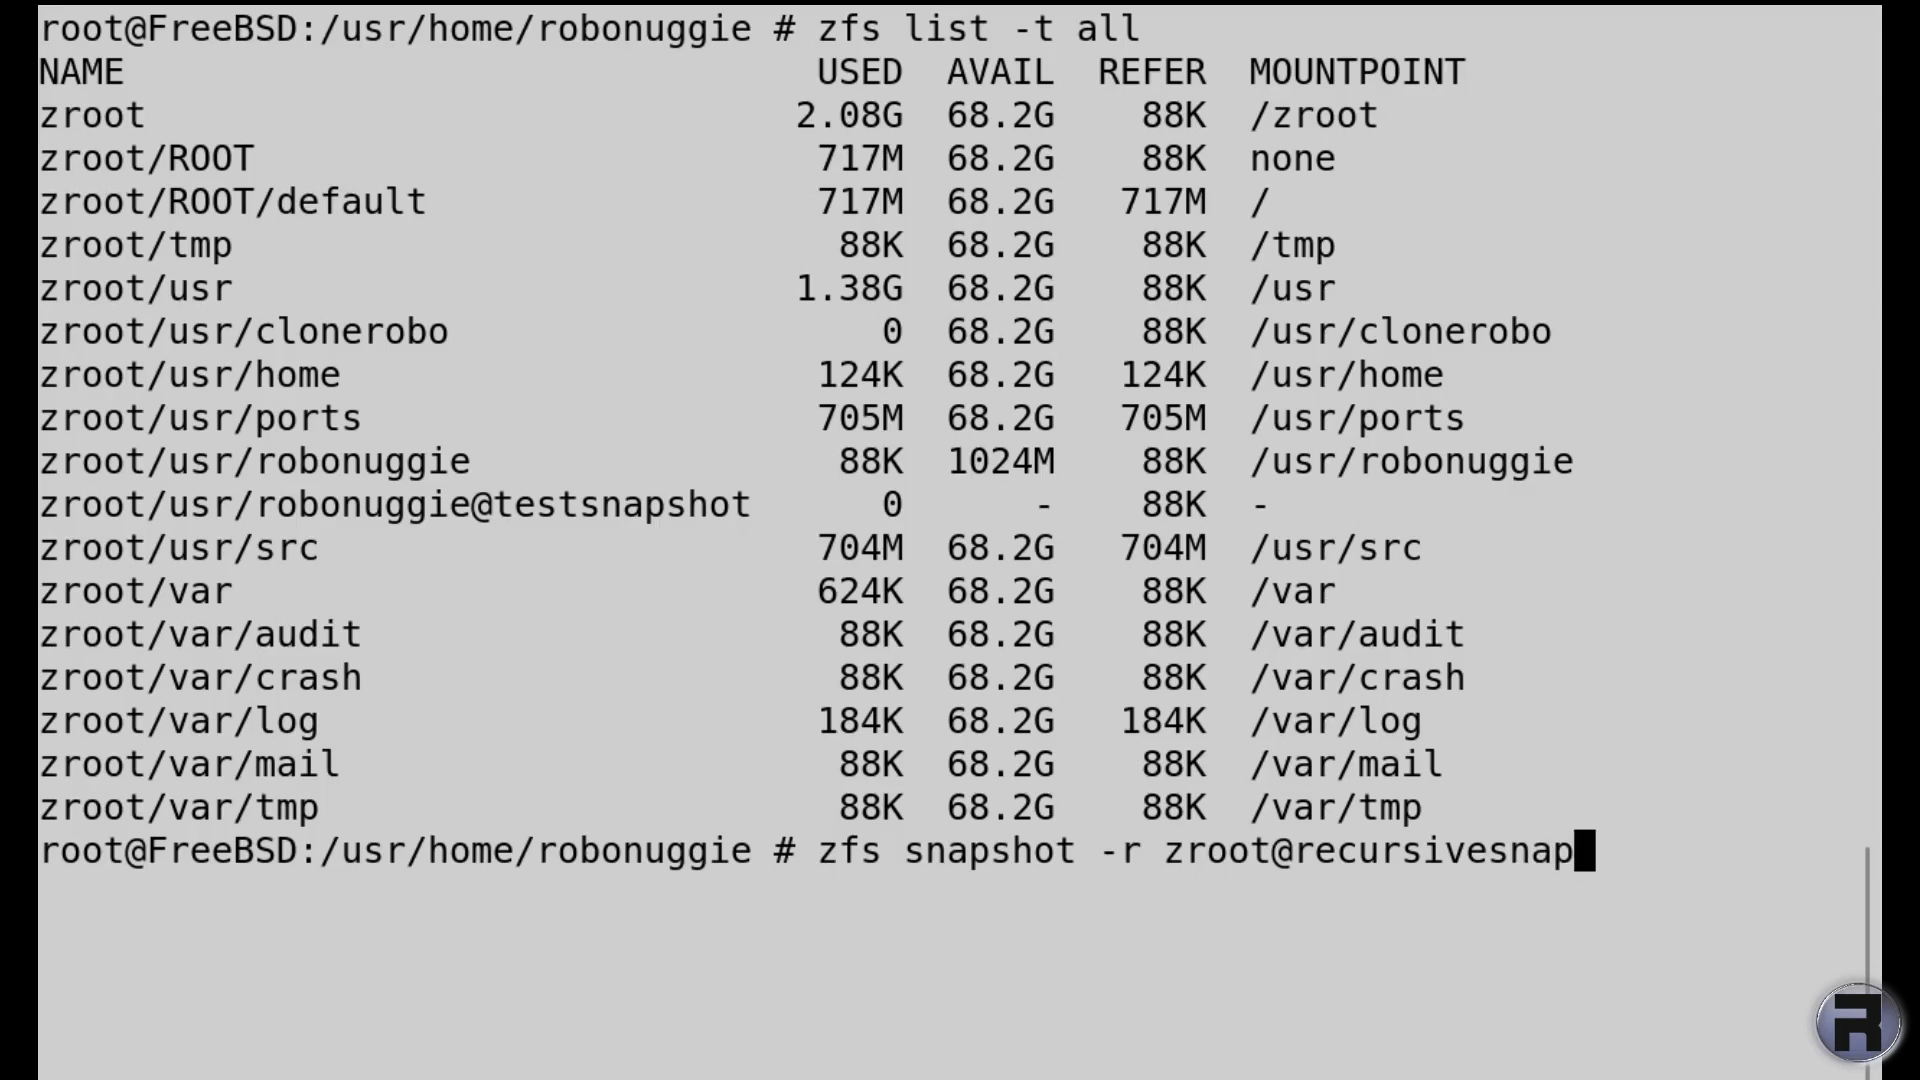 root@FreeBSD:/usr/home/robonuggie # zfs list -t all
NAME USED AVAIL REFER MOUNTPOINT
zroot 2.08G 68.2G 88K /zroot
zroot/ROOT 717M 68.2G 88K none
zroot/ROOT/default 717M 68.2G 717M /
zroot/tmp 88K 68.2G 88K /tmp
zroot/usr 1.38G 68.2G 88K /usr
zroot/usr/clonerobo 0 68.2G 88K /usr/clonerobo
zroot/usr/home 124K 68.2G 124K /usr/home
zroot/usr/ports 705M 68.2G 705M /usr/ports
zroot/usr/robonuggie 88K 1024M 88K /usr/robonuggie
zroot/usr/robonuggie@testsnapshot 0 - 88K -
zroot/usr/src 704M 68.2G 704M /usr/src
zroot/var 624K 68.2G 88K /var
zroot/var/audit 88K 68.2G 88K /var/audit
zroot/var/crash 88K 68.2G 88K /var/crash
zroot/var/log 184K 68.2G 184K /var/log
zroot/var/mail 88K 68.2G 88K /var/mail
zroot/var/tmp 88K 68.2G 88K /var/tmp
root@FreeBSD:/usr/home/robonuggie # zfs snapshot -r zroot@recursivesnap
R